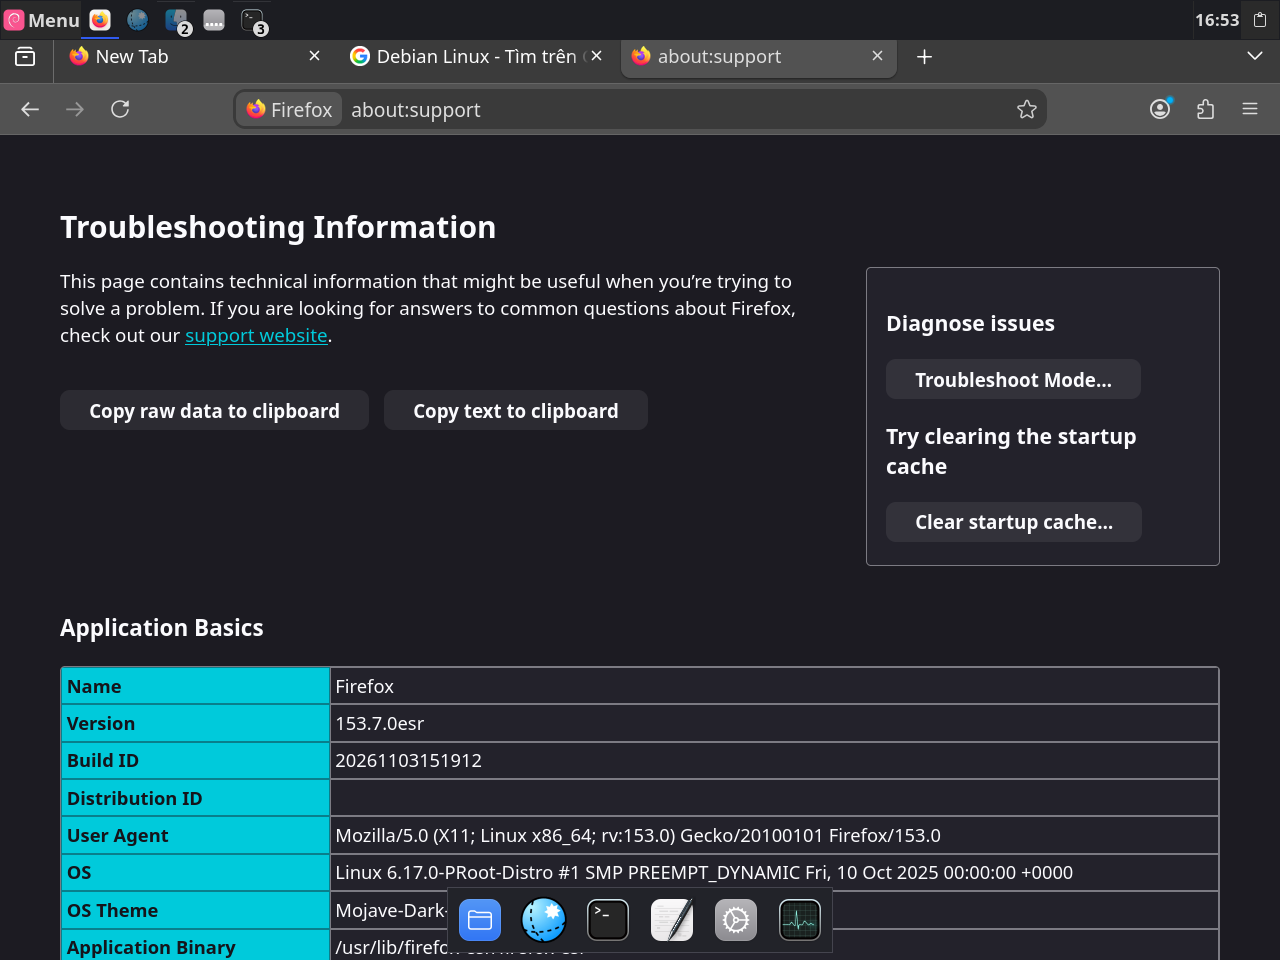 Menu
2
3
16:53
New Tab
Debian Linux - Tìm trên
about:support
Firefox
about:support
Troubleshooting Information
This page contains technical information that might be useful when you're trying to
solve a problem. If you are looking for answers to common questions about Firefox,
check out our support website.
Copy raw data to clipboard
Copy text to clipboard
Diagnose issues
Troubleshoot Mode...
Try clearing the startup
cache
Clear startup cache...
Application Basics
Name Firefox
Version 153.7.0esr
Build ID 20261103151912
Distribution ID
User Agent Mozilla/5.0 (X11; Linux x86_64; rv:153.0) Gecko/20100101 Firefox/153.0
OS Linux 6.17.0-PRoot-Distro #1 SMP PREEMPT_DYNAMIC Fri, 10 Oct 2025 00:00:00 +0000
OS Theme Mojave-Dark-
Application Binary /usr/lib/firefo